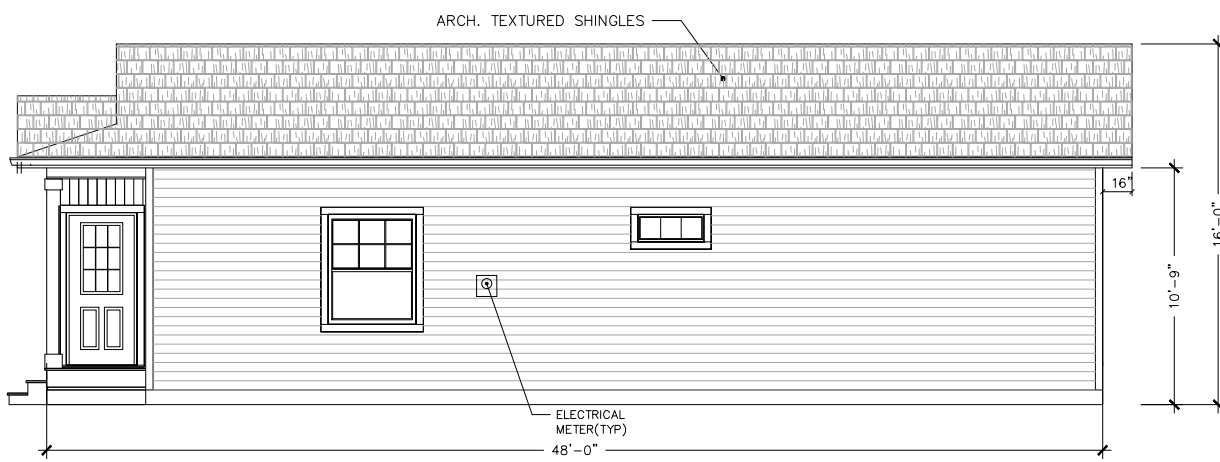 ARCH. TEXTURED SHINGLES
16"
16'-0"
10'-9"
ELECTRICAL
METER(TYP)
48'-0"